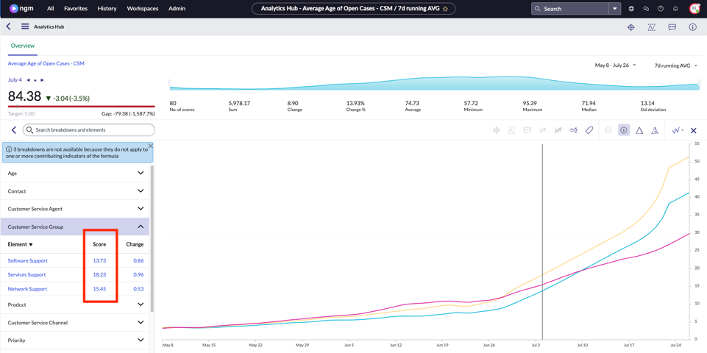 ngm
All
Favorites
History
Workspaces
Admin
Analytics Hub - Average Age of Open Cases - CSM / 7d running AVG
Search
Analytics Hub
Overview
Average Age of Open Cases - CSM
May 8 - July 26
7d running AVG
July 4
84.38 ▼ -3.04 (-3.5%)
Target: 5.00
Gap: -79.38 (-1,587.7%)
80
No. of scores
5,978.17
Sum
8.90
Change
13.93%
Change %
74.73
Average
57.72
Minimum
95.39
Maximum
71.94
Median
13.14
Std deviation
Search breakdowns and elements
3 breakdowns are not available because they do not apply to
one or more contributing indicators of the formula
Age
Contact
Customer Service Agent
Customer Service Group
Element ▼ Score Change
Software Support 13.73 0.86
Services Support 18.23 0.96
Network Support 15.45 0.53
Product
Customer Service Channel
Priority
55
50
45
40
35
30
25
20
15
10
5
0
May 8
May 15
May 22
May 29
Jun 5
Jun 12
Jun 19
Jun 26
Jul 3
Jul 10
Jul 17
Jul 24